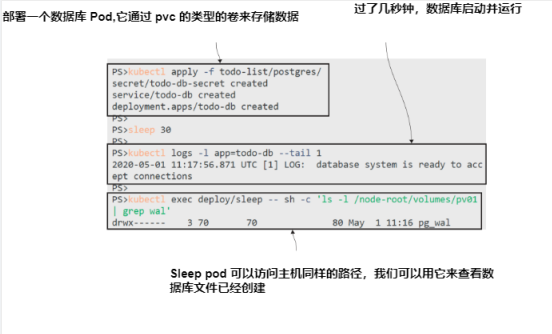 部署一个数据库 Pod,它通过 pvc 的类型的卷来存储数据
过了几秒钟，数据库启动并运行
PS>kubectl apply -f todo-list/postgres/
secret/todo-db-secret created
service/todo-db created
deployment.apps/todo-db created
PS>
PS>sleep 30
PS>
PS>kubectl logs -l app=todo-db --tail 1
2020-05-01 11:17:56.871 UTC [1] LOG:  database system is ready to acc
ept connections
PS>
PS>kubectl exec deploy/sleep -- sh -c 'ls -l /node-root/volumes/pv01
| grep wal'
drwx------    3 70       70            80 May  1 11:16 pg_wal
Sleep pod 可以访问主机同样的路径，我们可以用它来查看数
据库文件已经创建